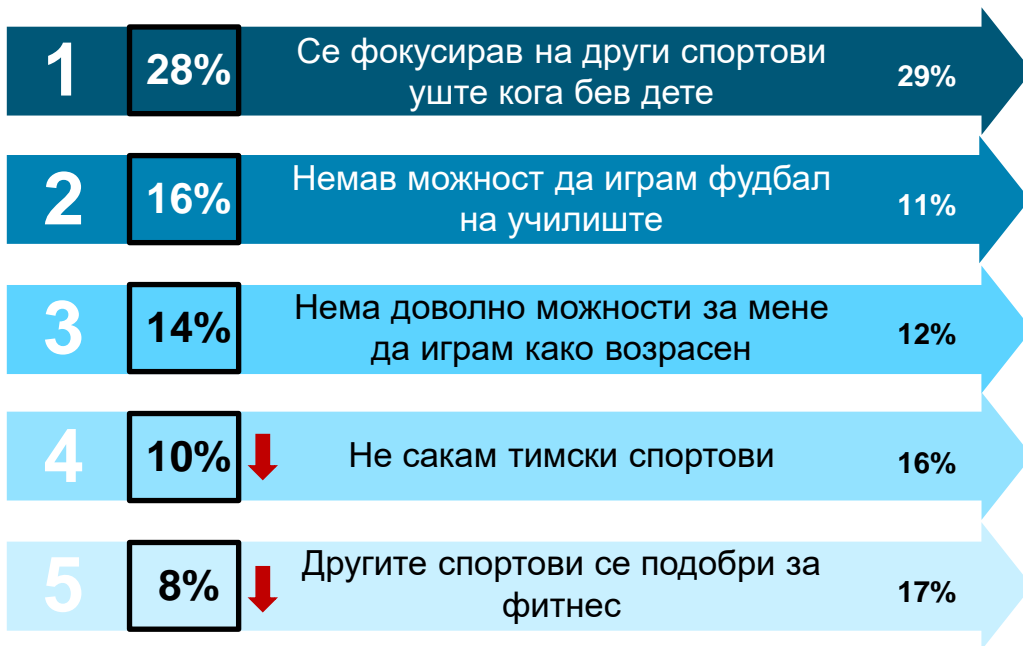 1
28%
Се фокусирав на други спортови
уште кога бев дете
29%
2
16%
Немав можност да играм фудбал
на училиште
11%
3
14%
Нема доволно можности за мене
да играм како возрасен
12%
4
10%
Не сакам тимски спортови
16%
5
8%
Другите спортови се подобри за
фитнес
17%